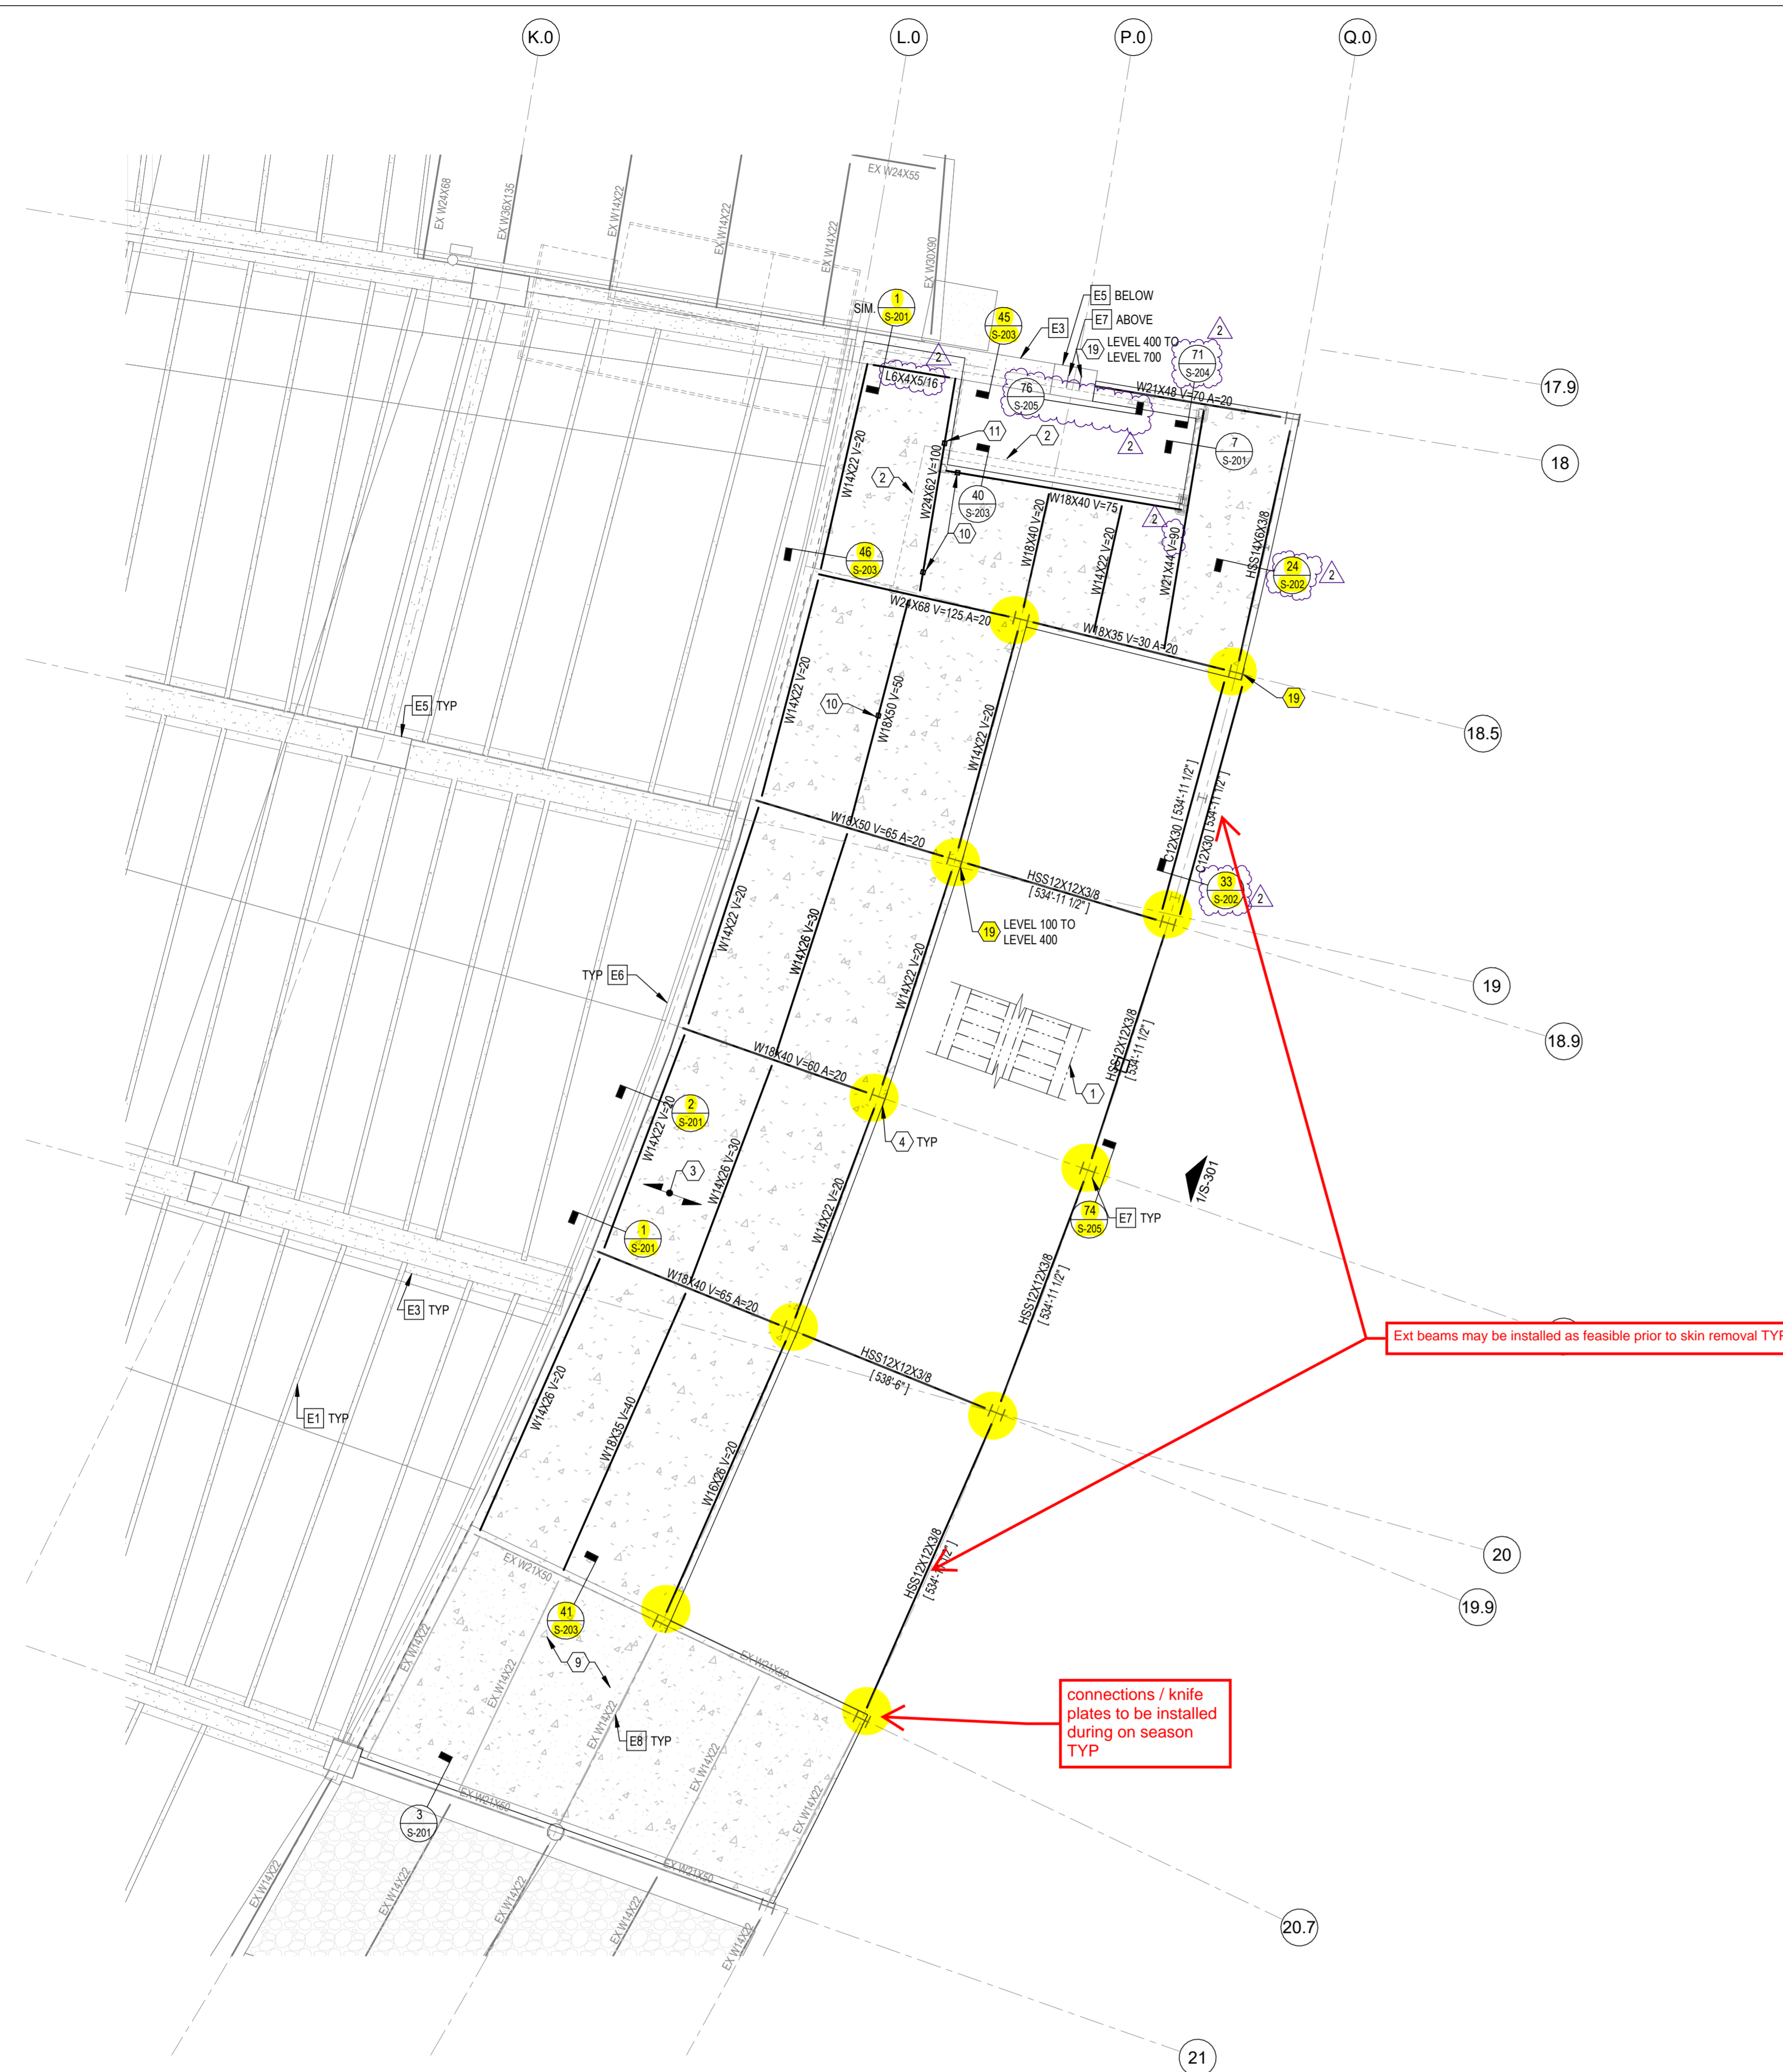 K.0
L.0
P.0
Q.0
EX W24X68
EX W36X135
EX W14X22
EX W14X22
EX W14X22
EX W24X55
EX W30X90
SIM.
1
S-201
45
S-203
E3
E5 BELOW
E7 ABOVE
19 LEVEL 400 TO
LEVEL 700
2
71
S-204
17.9
2
L6X4X5/16
76
S-205
W21X48 V=70 A=20
2
11
2
7
S-201
18
W14X22 V=20
2
W24X62 V=100
40
S-203
W18X40 V=75
2
10
W18X40 V=20
W14X22 V=20
W21X44 V=90
HSS14X6X3/8
46
S-203
24
S-202
2
W24X68 V=125 A=20
W18X35 V=30 A=20
19
E5 TYP
W14X22 V=20
10
W18X50 V=50
W14X22 V=20
18.5
C12X30 [ 534'-11 1/2" ]
C12X30 [ 534'-11 1/2" ]
W18X50 V=65 A=20
HSS12X12X3/8
[ 534'-11 1/2" ]
33
S-202
2
W14X22 V=20
W14X26 V=30
19 LEVEL 100 TO
LEVEL 400
TYP E6
W14X22 V=20
19
18.9
W18X40 V=60 A=20
HSS12X12X3/8
[ 534'-11 1/2" ]
1
2
S-201
W14X22 V=20
4 TYP
W14X26 V=30
3
1/S-301
W14X22 V=20
74
S-205
E7 TYP
1
S-201
W18X40 V=65 A=20
HSS12X12X3/8
[ 534'-11 1/2" ]
E3 TYP
Ext beams may be installed as feasible prior to skin removal TYP
HSS12X12X3/8
[ 538'-6" ]
E1 TYP
W14X26 V=20
W18X35 V=40
W16X26 V=20
HSS12X12X3/8
20
EX W21X50
19.9
41
S-203
EX W14X22
9
EX W21X50
EX W14X22
EX W14X22
E8 TYP
EX W14X22
connections / knife
plates to be installed
during on season
TYP
3
S-201
EX W21X50
EX W14X22
EX W21X50
EX W14X22
EX W14X22
EX W14X22
EX W14X22
EX W14X22
20.7
21